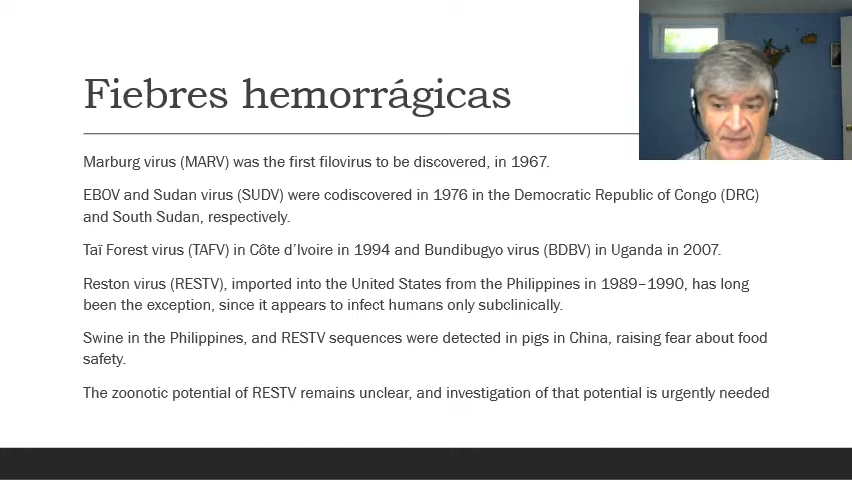 Fiebres hemorrágicas
Marburg virus (MARV) was the first filovirus to be discovered, in 1967.
EBOV and Sudan virus (SUDV) were codiscovered in 1976 in the Democratic Republic of Congo (DRC)
and South Sudan, respectively.
Taï Forest virus (TAFV) in Côte d’Ivoire in 1994 and Bundibugyo virus (BDBV) in Uganda in 2007.
Reston virus (RESTV), imported into the United States from the Philippines in 1989–1990, has long
been the exception, since it appears to infect humans only subclinically.
Swine in the Philippines, and RESTV sequences were detected in pigs in China, raising fear about food
safety.
The zoonotic potential of RESTV remains unclear, and investigation of that potential is urgently needed